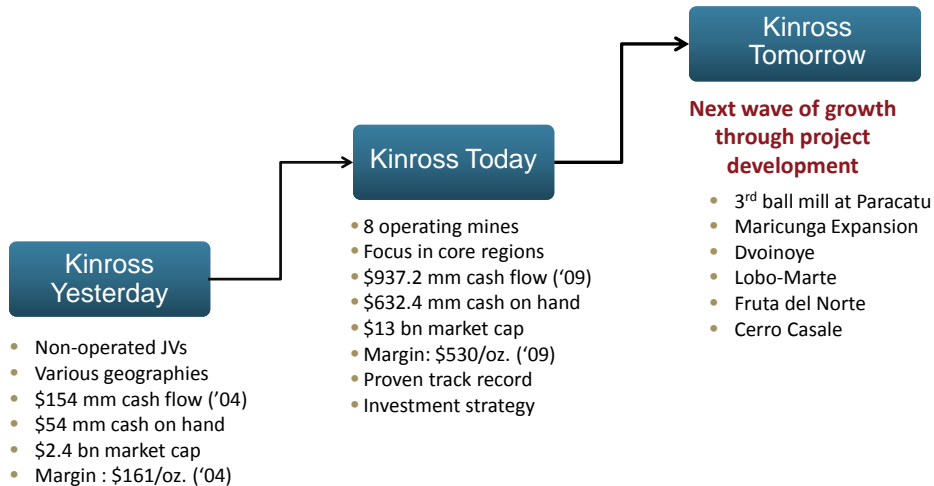 Kinross
Yesterday
• Non-operated JVs
• Various geographies
• $154 mm cash flow (’04)
• $54 mm cash on hand
• $2.4 bn market cap
• Margin : $161/oz. (‘04)
Kinross Today
• 8 operating mines
• Focus in core regions
• $937.2 mm cash flow (‘09)
• $632.4 mm cash on hand
• $13 bn market cap
• Margin: $530/oz. (‘09)
• Proven track record
• Investment strategy
Kinross
Tomorrow
Next wave of growth
through project
development
• 3rd ball mill at Paracatu
• Maricunga Expansion
• Dvoinoye
• Lobo-Marte
• Fruta del Norte
• Cerro Casale